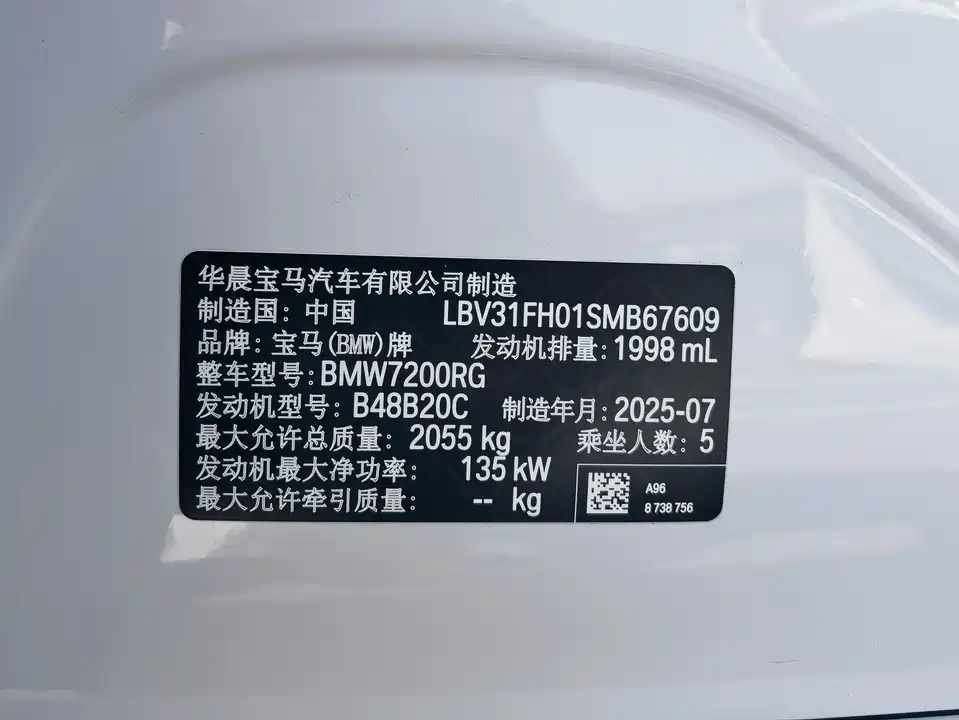 华晨宝马汽车有限公司制造
制造国：中国 LBV31FH01SMB67609
品牌：宝马(BMW)牌 发动机排量：1998 mL
整车型号：BMW7200RG
发动机型号：B48B20C 制造年月：2025-07
最大允许总质量：2055 kg 乘坐人数：5
发动机最大净功率：135 kW
最大允许牵引质量：-- kg
A96
8 738 756